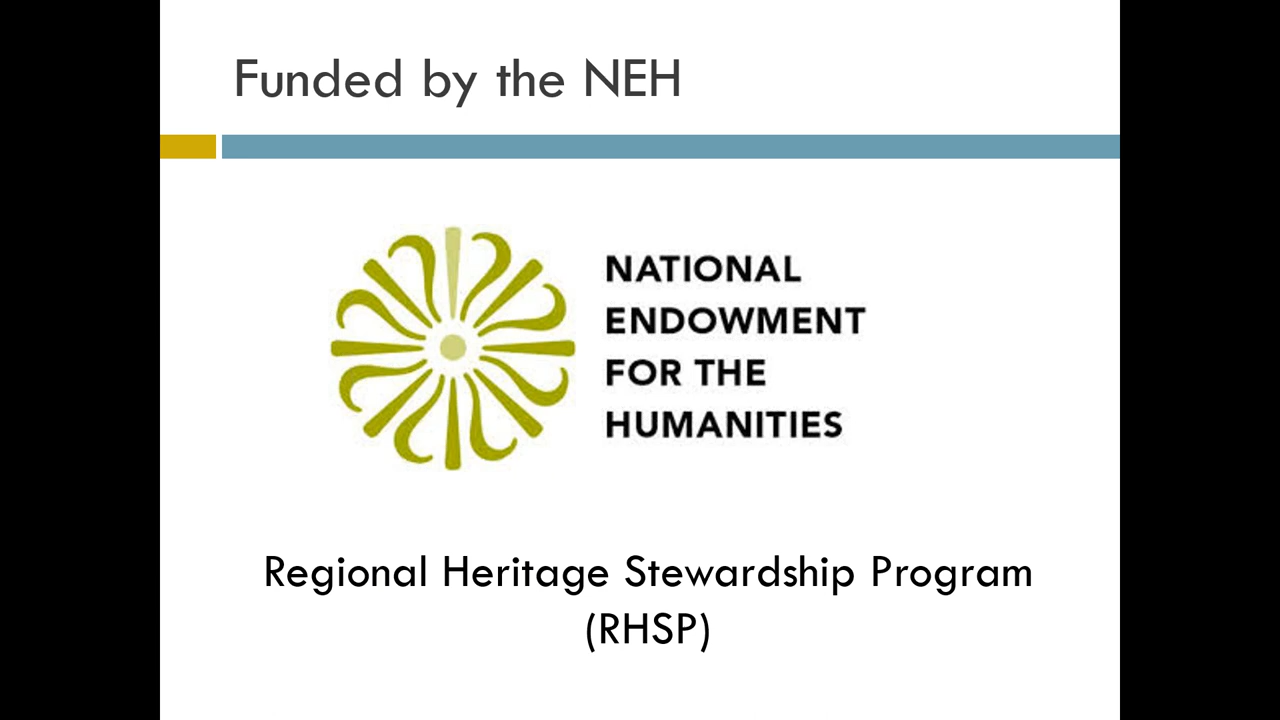 Funded by the NEH
NATIONAL
ENDOWMENT
FOR THE
HUMANITIES
Regional Heritage Stewardship Program
(RHSP)